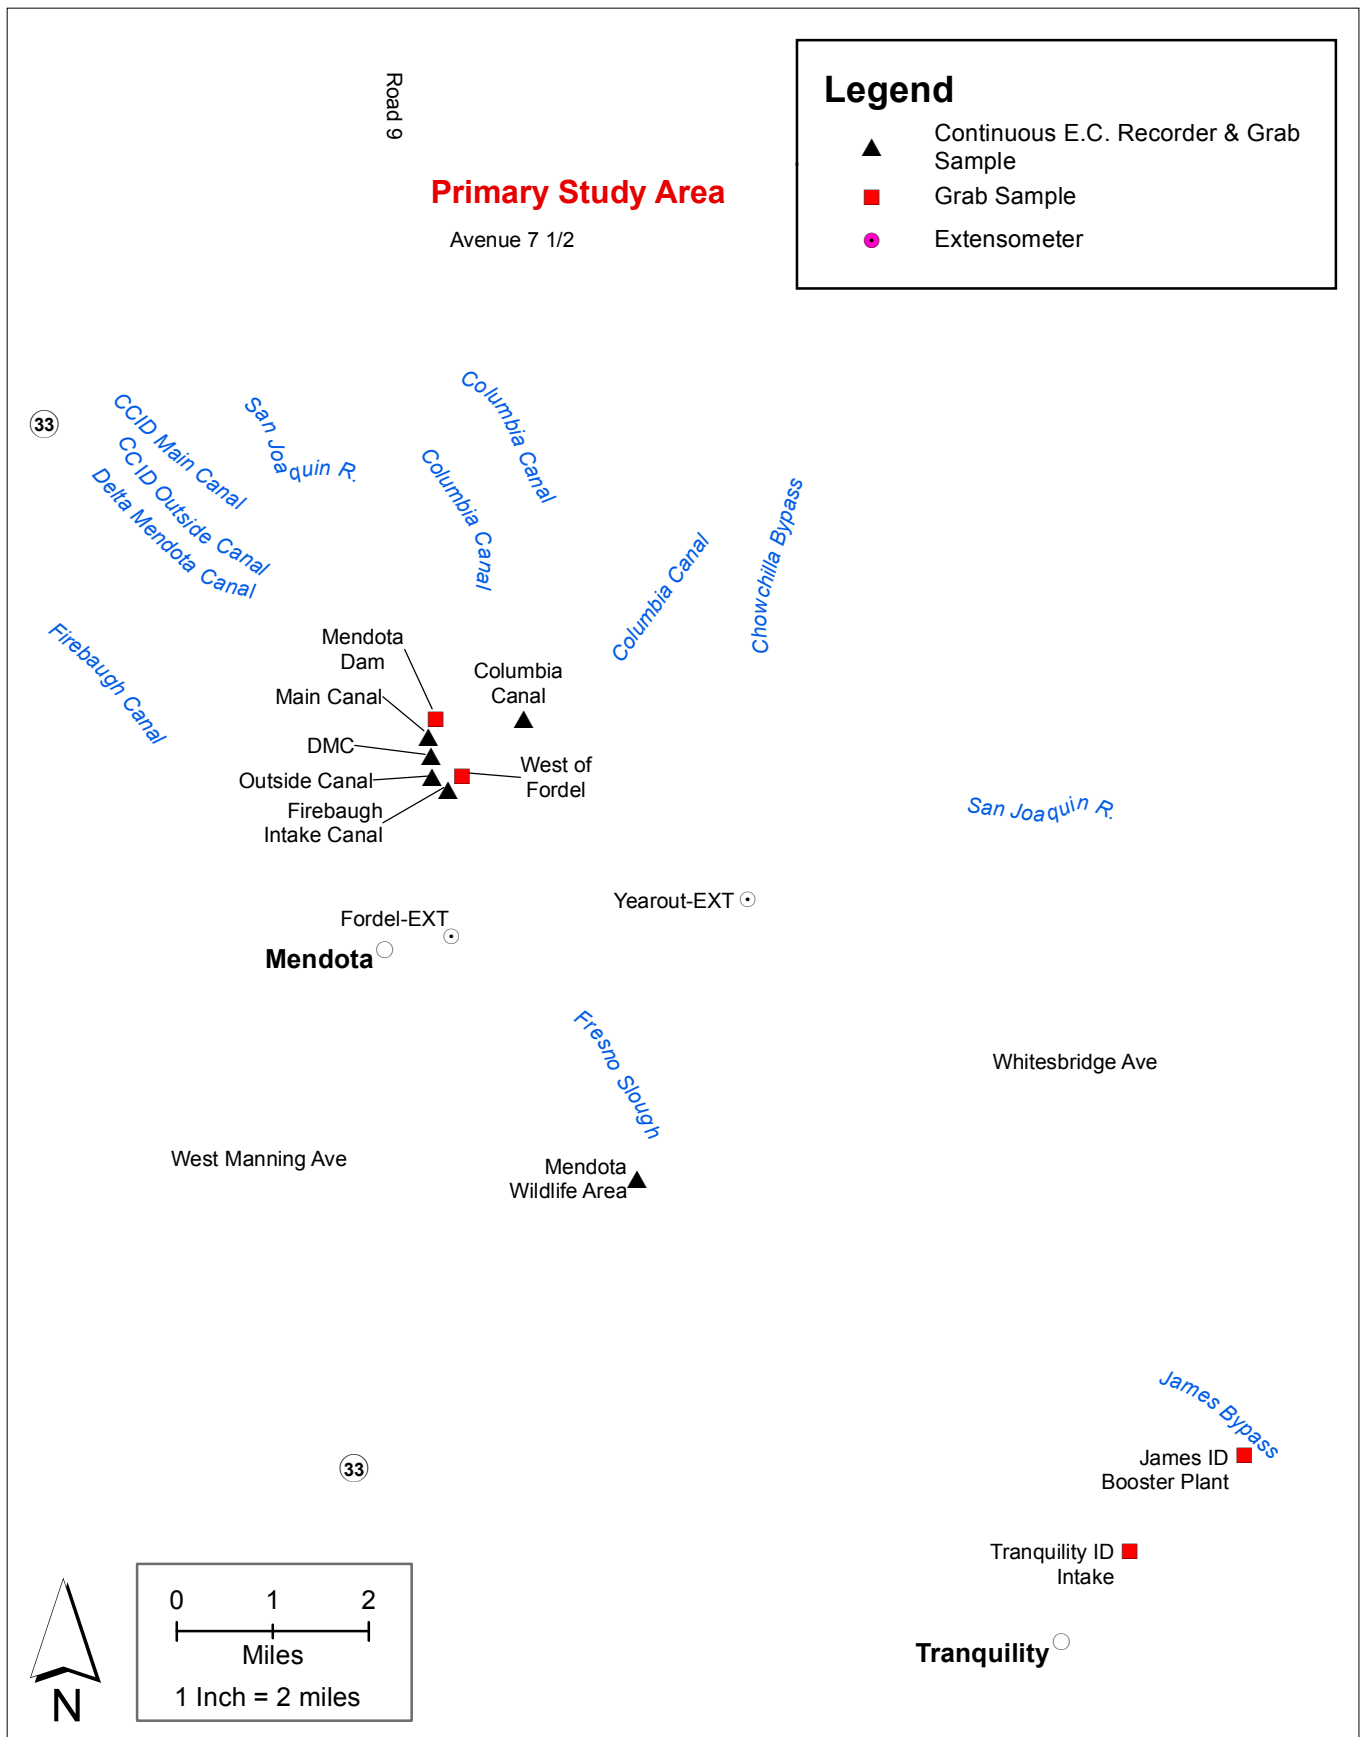 Road 9
Legend
Continuous E.C. Recorder & Grab
Sample
Grab Sample
Extensometer
Primary Study Area
Avenue 7 1/2
33
CCID Main Canal
CCID Outside Canal
Delta Mendota Canal
San Joaquin R.
Columbia Canal
Columbia Canal
Columbia Canal
Chowchilla Bypass
Firebaugh Canal
Mendota
Dam
Main Canal
DMC
Outside Canal
Firebaugh
Intake Canal
Columbia
Canal
West of
Fordel
San Joaquin R.
Yearout-EXT
Fordel-EXT
Mendota
Fresno Slough
Whitesbridge Ave
West Manning Ave
Mendota
Wildlife Area
James Bypass
James ID
Booster Plant
33
Tranquility ID
Intake
Tranquility
0 1 2
Miles
1 Inch = 2 miles
N